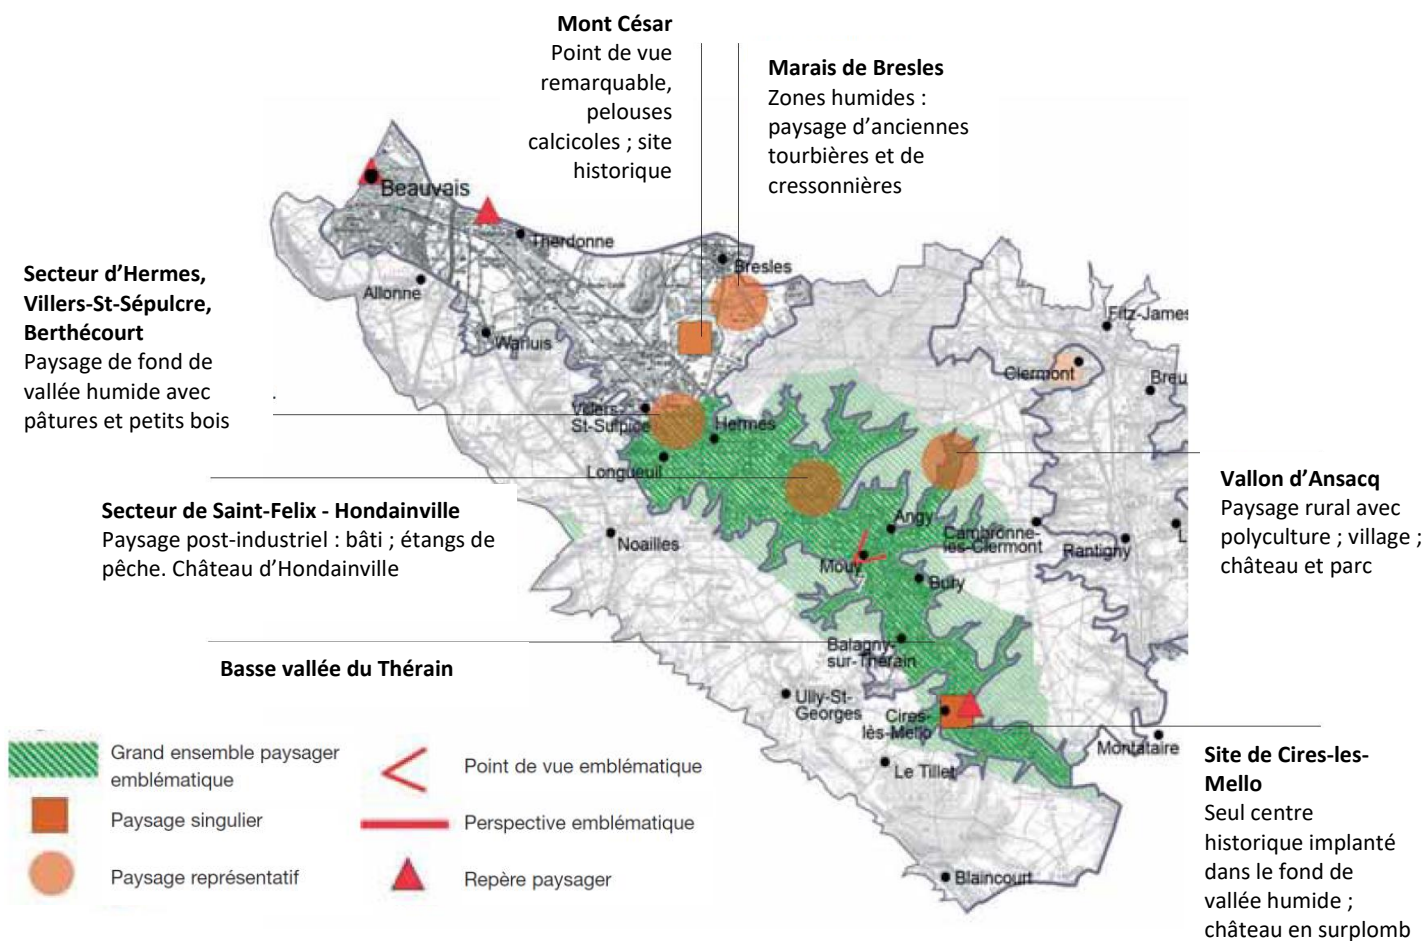 Mont César
Point de vue
remarquable,
pelouses
calcicoles ; site
historique
Marais de Bresles
Zones humides :
paysage d’anciennes
tourbières et de
cressonnières
Secteur d’Hermes,
Villers-St-Sépulcre,
Berthécourt
Paysage de fond de
vallée humide avec
pâtures et petits bois
Secteur de Saint-Felix - Hondainville
Paysage post-industriel : bâti ; étangs de
pêche. Château d’Hondainville
Basse vallée du Thérain
Vallon d’Ansacq
Paysage rural avec
polyculture ; village ;
château et parc
Site de Cires-les-
Mello
Seul centre
historique implanté
dans le fond de
vallée humide ;
château en surplomb
Beauvais
Therdonne
Bresles
Allonne
Warluis
Fitz-James
Clermont
Breu
Villers
St-Sulpice
Hermes
Longueuil
Noailles
Angy
Cambronne-
les-Clermont
Rantigny
L
Mouy
Bury
Balagny-
sur-Thérain
Ully-St-
Georges
Cires-
lès-Mello
Montataire
Le Tillet
Blaincourt
Grand ensemble paysager
emblématique
Paysage singulier
Paysage représentatif
Point de vue emblématique
Perspective emblématique
Repère paysager